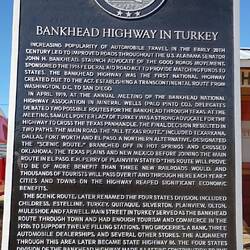 BANKHEAD HIGHWAY IN TURKEY
INCREASING POPULARITY OF AUTOMOBILE TRAVEL IN THE EARLY 20TH
CENTURY LED TO IMPROVED ROADS THROUGHOUT THE U.S. ALABAMA SENATOR
JOHN H. BANKHEAD, STAUNCH ADVOCATE OF THE GOOD ROADS MOVEMENT,
SPONSORED THE 1916 FEDERAL ROAD ACT TO PROVIDE MATCHING FUNDS TO
STATES. THE BANKHEAD HIGHWAY WAS THE FIRST NATIONAL HIGHWAY
CREATED DUE TO THE ACT, ESTABLISHING A TRANSCONTINENTAL ROUTE FROM
WASHINGTON, D.C. TO SAN DIEGO.
IN APRIL 1919, AT THE ANNUAL MEETING OF THE BANKHEAD NATIONAL
HIGHWAY ASSOCIATION IN MINERAL WELLS (PALO PINTO CO.), DELEGATES
DEBATED TWO POSSIBLE ROUTES FOR THE BANKHEAD THROUGH TEXAS. AT THE
MEETING, SAMUEL PORTER LACY OF TURKEY WAS A STRONG ADVOCATE FOR THE
HIGHWAY TO CROSS THE TEXAS PANHANDLE. THE FINAL DECISION RESULTED IN
TWO PATHS. THE MAIN ROAD, THE "ALL TEXAS ROUTE," INCLUDED TEXARKANA,
DALLAS, FORT WORTH AND EL PASO. A NORTHERN ALTERNATIVE, DESIGNATED
THE "SCENIC ROUTE," BRANCHED OFF IN HOT SPRINGS AND CROSSED
OKLAHOMA, THE TEXAS PLAINS AND NEW MEXICO BEFORE JOINING THE MAIN
ROUTE IN EL PASO. E.H. PERRY OF PLAINVIEW STATED "THIS ROUTE WILL PROVE
TO BE OF MORE BENEFIT THAN THREE NEW RAILROADS WOULD, AND
THOUSANDS OF TOURISTS WILL PASS OVER IT AND THROUGH HERE EACH YEAR."
CITIES AND TOWNS ON THE HIGHWAY REAPED SIGNIFICANT ECONOMIC
BENEFITS.
THE SCENIC ROUTE, LATER RENAMED THE FOUR STATES DIVISION, INCLUDED
CHILDRESS, ESTELLINE, TURKEY, QUITAQUE, SILVERTON, PLAINVIEW, OLTON,
MULESHOE AND FARWELL. MAIN STREET IN TURKEY SERVED AS THE BANKHEAD
ROUTE THROUGH TOWN AND HAD ENOUGH TOURISM AND COMMERCE IN THE
1920s TO SUPPORT TWELVE FILLING STATIONS, TWO GROCERIES, A BANK, THREE
AUTOMOBILE DEALERSHIPS, AND SEVERAL OTHER STORES. THE ALIGNMENT
THROUGH THIS AREA LATER BECAME STATE HIGHWAY 86. THE FOUR STATES